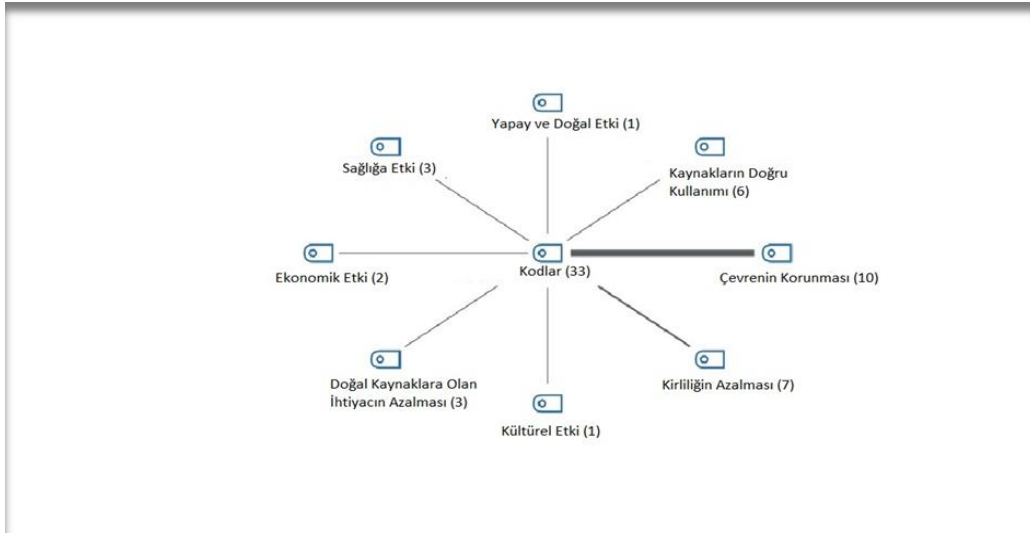 Yapay ve Doğal Etki (1)
Sağlığa Etki (3)
Kaynakların Doğru
Kullanımı (6)
Ekonomik Etki (2)
Kodlar (33)
Çevrenin Korunması (10)
Doğal Kaynaklara Olan
İhtiyacın Azalması (3)
Kirliliğin Azalması (7)
Kültürel Etki (1)